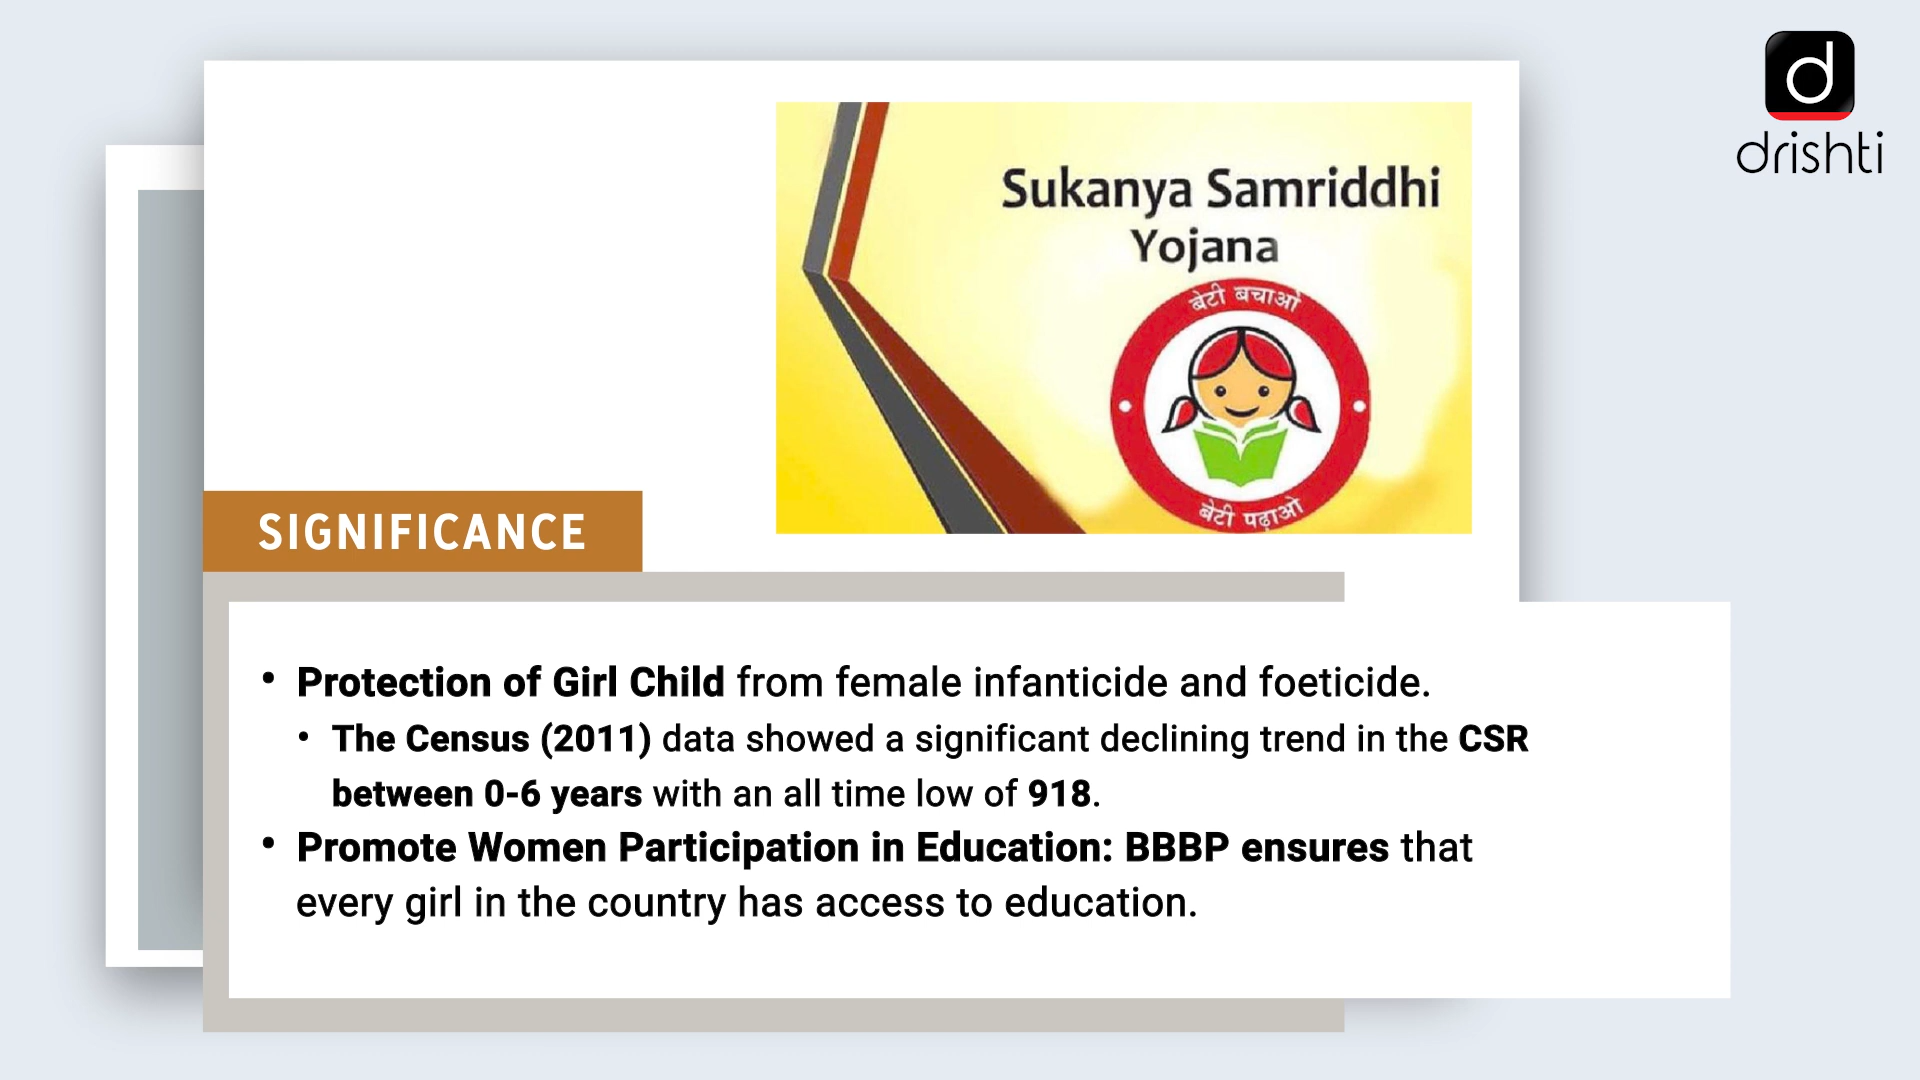 drishti
Sukanya Samriddhi
Yojana
बेटी बचाओ
बेटी पढ़ाओ
SIGNIFICANCE
• Protection of Girl Child from female infanticide and foeticide.
• The Census (2011) data showed a significant declining trend in the CSR
between 0-6 years with an all time low of 918.
• Promote Women Participation in Education: BBBP ensures that
every girl in the country has access to education.